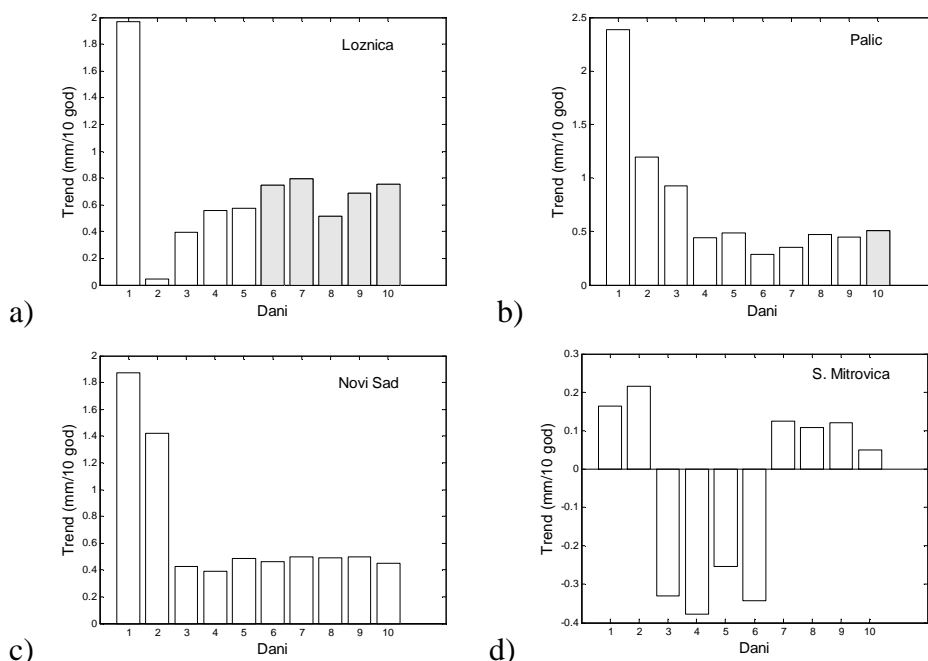 a)
Loznica
Trend (mm/10 god)
2
1.8
1.6
1.4
1.2
1
0.8
0.6
0.4
0.2
0
1 2 3 4 5 6 7 8 9 10
Dani
b)
Palic
Trend (mm/10 god)
2.5
2
1.5
1
0.5
0
1 2 3 4 5 6 7 8 9 10
Dani
c)
Novi Sad
Trend (mm/10 god)
2
1.8
1.6
1.4
1.2
1
0.8
0.6
0.4
0.2
0
1 2 3 4 5 6 7 8 9 10
Dani
d)
S. Mitrovica
Trend (mm/10 god)
0.3
0.2
0.1
0
-0.1
-0.2
-0.3
-0.4
1 2 3 4 5 6 7 8 9 10
Dani